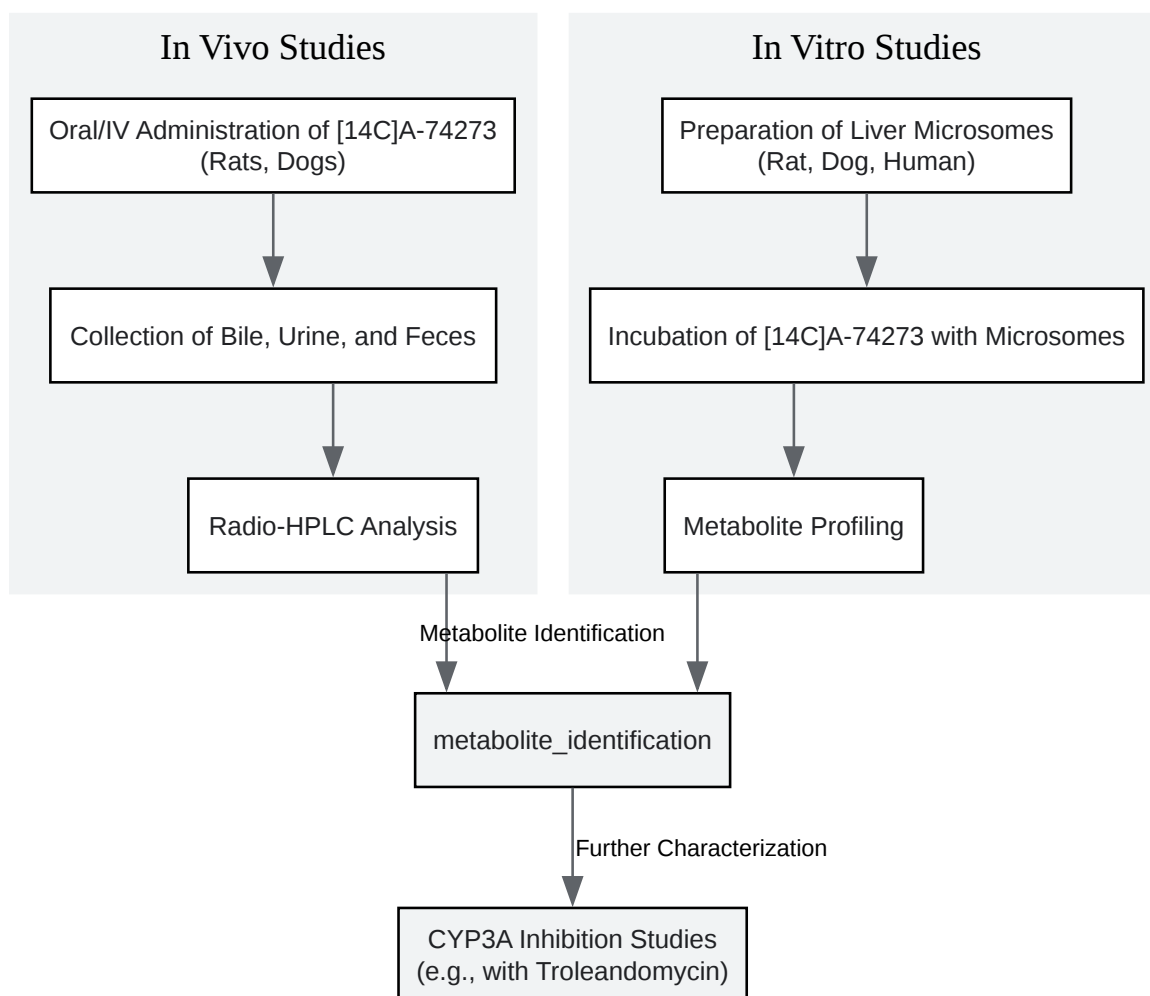 In Vivo Studies
Oral/IV Administration of [14C]A-74273
(Rats, Dogs)
Collection of Bile, Urine, and Feces
Radio-HPLC Analysis
In Vitro Studies
Preparation of Liver Microsomes
(Rat, Dog, Human)
Incubation of [14C]A-74273 with Microsomes
Metabolite Profiling
Metabolite Identification
metabolite_identification
Further Characterization
CYP3A Inhibition Studies
(e.g., with Troleandomycin)